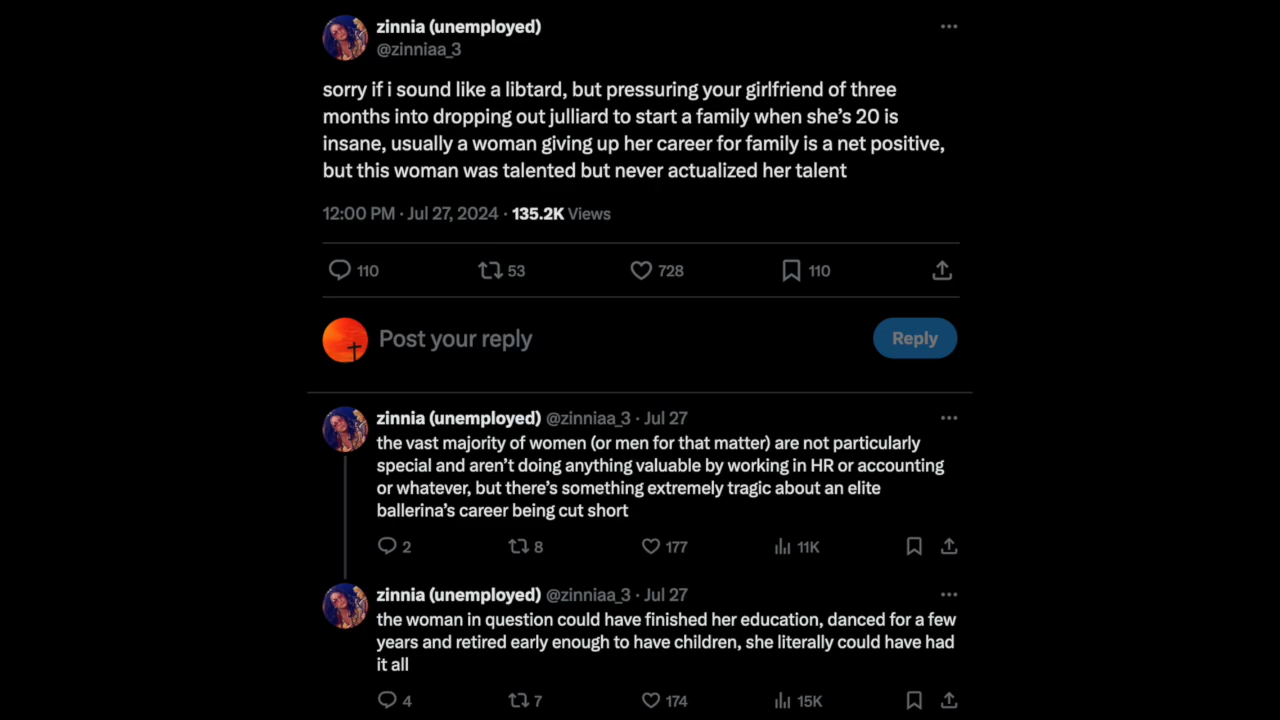 zinnia (unemployed)
@zinniaa_3
sorry if i sound like a libtard, but pressuring your girlfriend of three
months into dropping out julliard to start a family when she's 20 is
insane, usually a woman giving up her career for family is a net positive,
but this woman was talented but never actualized her talent
12:00 PM · Jul 27, 2024 · 135.2K Views
110 53 728 110
Post your reply Reply
zinnia (unemployed) @zinniaa_3 · Jul 27
the vast majority of women (or men for that matter) are not particularly
special and aren't doing anything valuable by working in HR or accounting
or whatever, but there's something extremely tragic about an elite
ballerina's career being cut short
2 8 177 11K
zinnia (unemployed) @zinniaa_3 · Jul 27
the woman in question could have finished her education, danced for a few
years and retired early enough to have children, she literally could have had
it all
4 7 174 15K